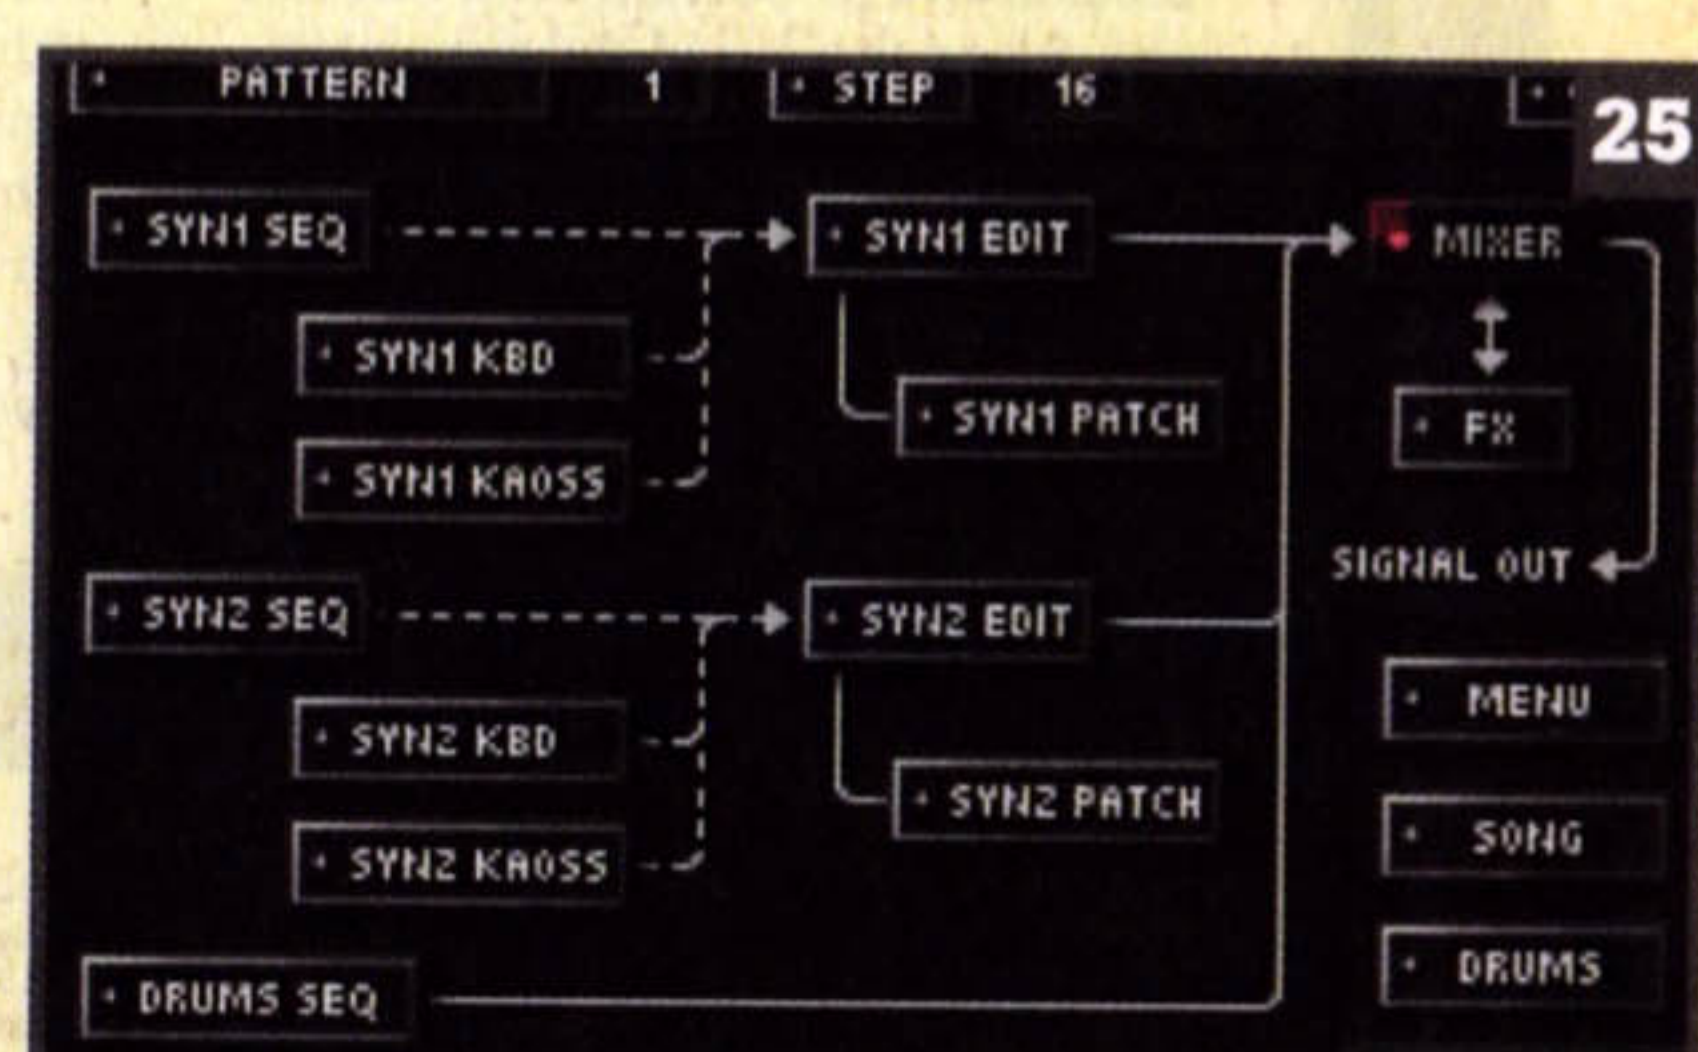 PATTERN 1 STEP 16
25
SYN1 SEQ SYN1 EDIT MIXER
SYN1 KBD
SYN1 PATCH FX
SYN1 KAOSS
SIGNAL OUT
SYN2 SEQ SYN2 EDIT
MENU
SYN2 KBD
SYN2 PATCH
SONG
SYN2 KAOSS
DRUMS
DRUMS SEQ